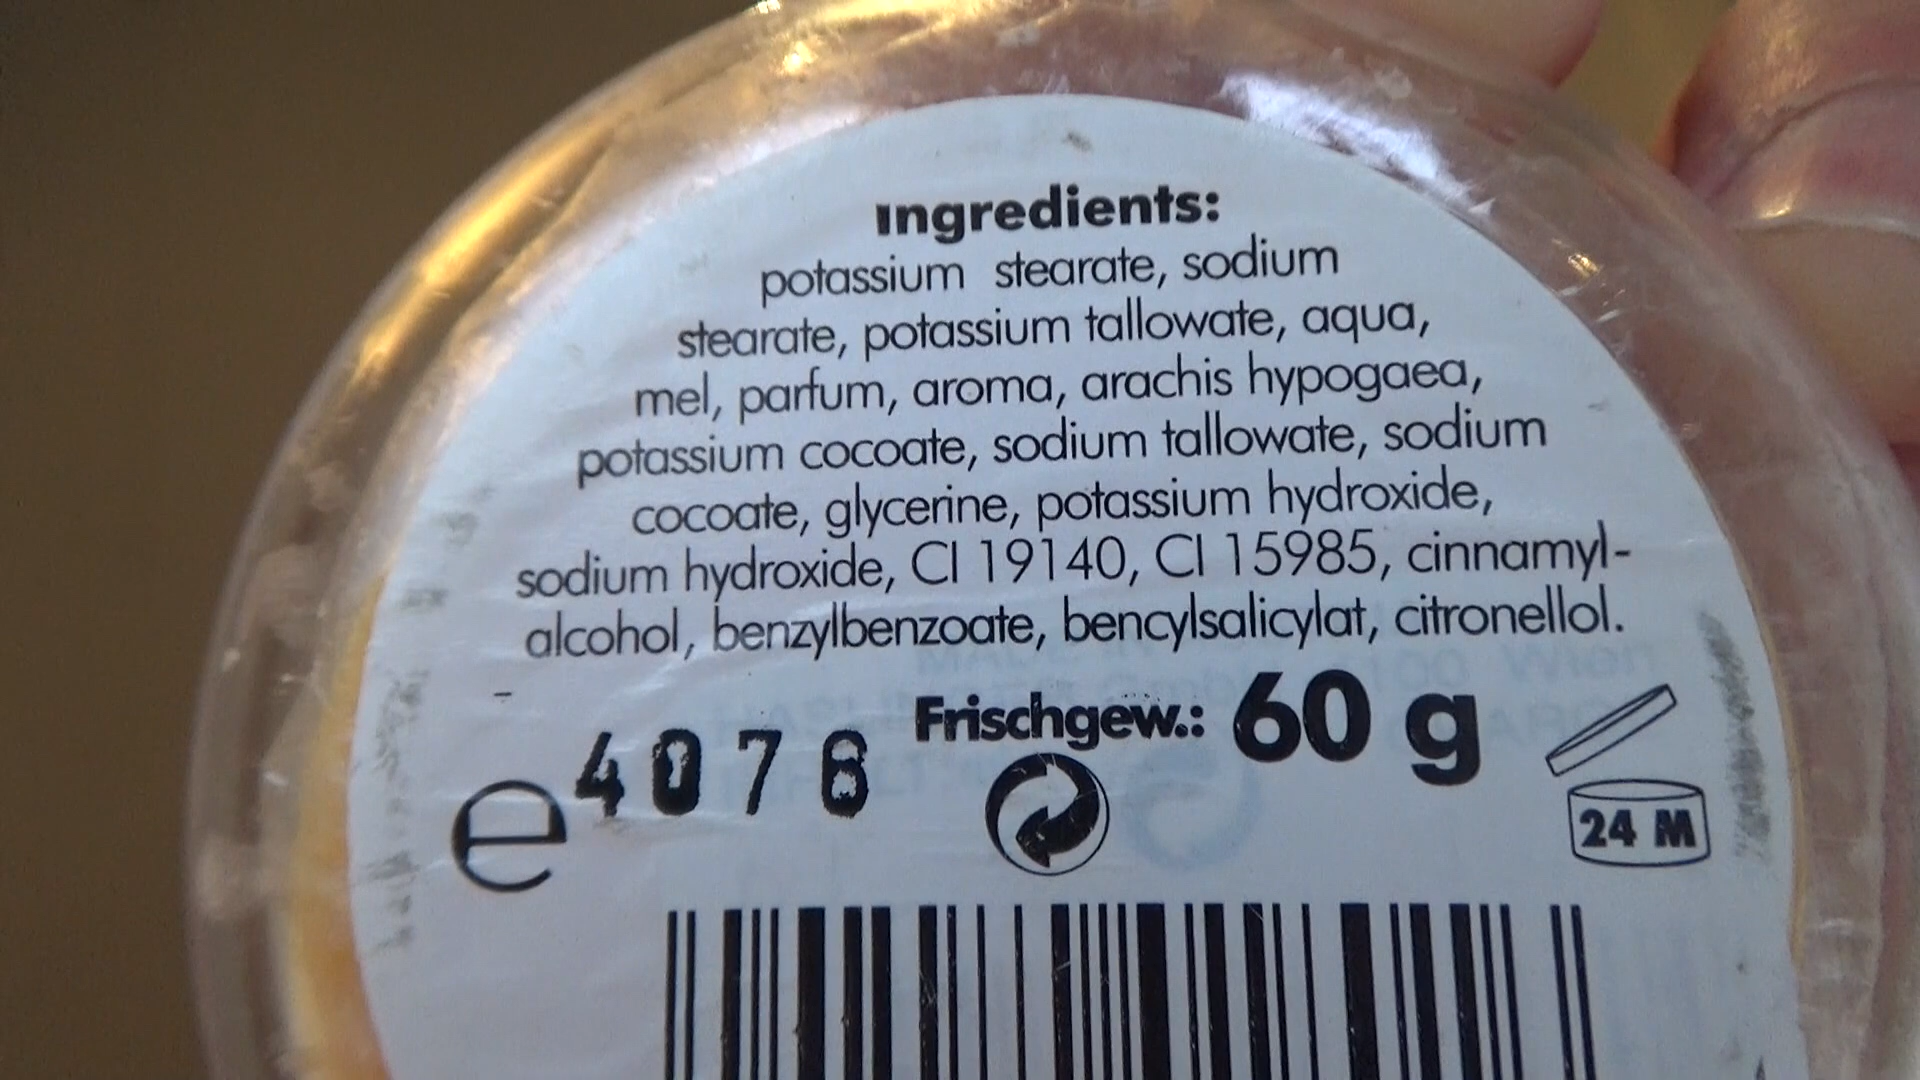 Ingredients:
potassium stearate, sodium
stearate, potassium tallowate, aqua,
mel, parfum, aroma, arachis hypogaea,
potassium cocoate, sodium tallowate, sodium
cocoate, glycerine, potassium hydroxide,
sodium hydroxide, CI 19140, CI 15985, cinnamyl-
alcohol, benzylbenzoate, bencylsalicylat, citronellol.
Frischgew.: 60 g
e 4078
24 M